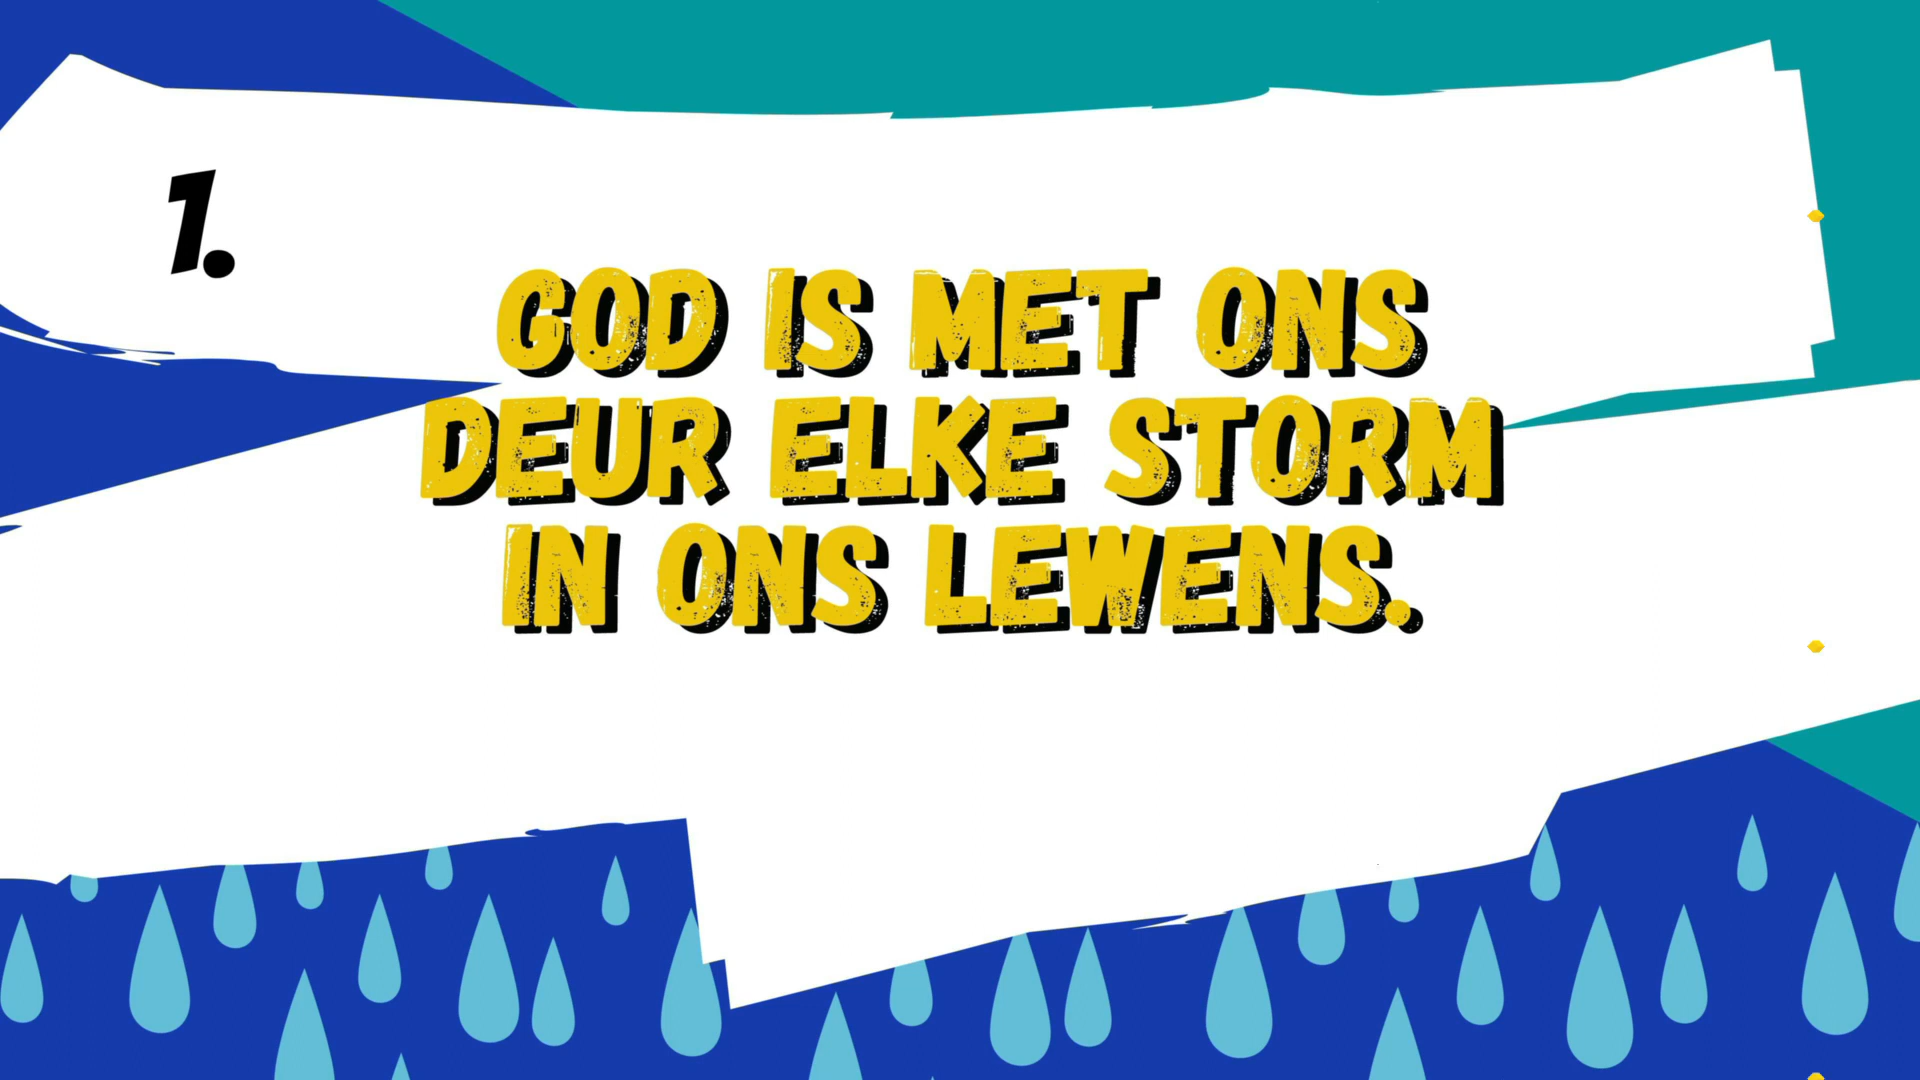 1.
GOD IS MET ONS
DEUR ELKE STORM
IN ONS LEWENS.